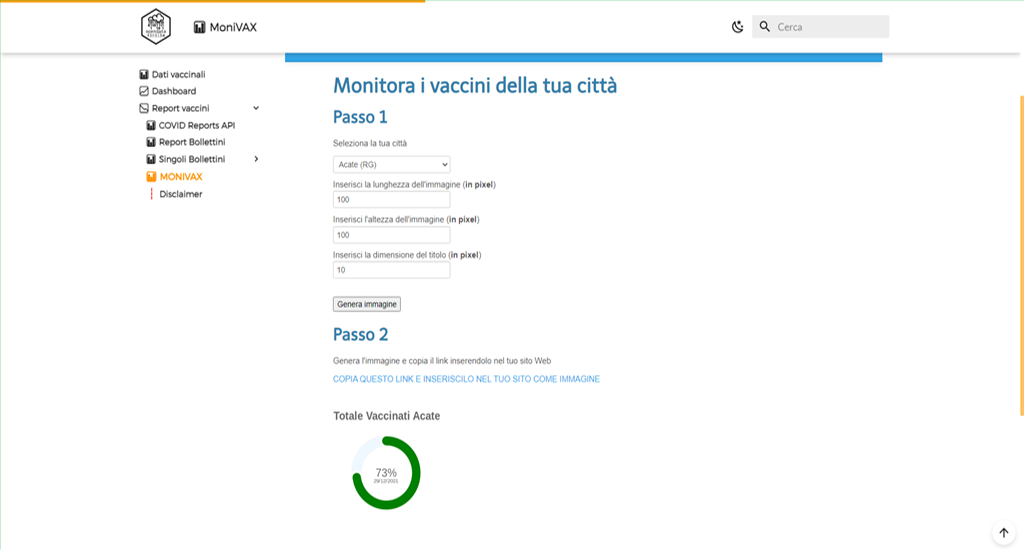 MoniVAX
Cerca
Dati vaccinali
Dashboard
Report vaccini
COVID Reports API
Report Bollettini
Singoli Bollettini
MONIVAX
Disclaimer
Monitora i vaccini della tua città
Passo 1
Seleziona la tua città
Acate (RG)
Inserisci la lunghezza dell'immagine (in pixel)
100
Inserisci l'altezza dell'immagine (in pixel)
100
Inserisci la dimensione del titolo (in pixel)
10
Genera immagine
Passo 2
Genera l'immagine e copia il link inserendolo nel tuo sito Web
COPIA QUESTO LINK E INSERISCILO NEL TUO SITO COME IMMAGINE
Totale Vaccinati Acate
73%
29/12/2021